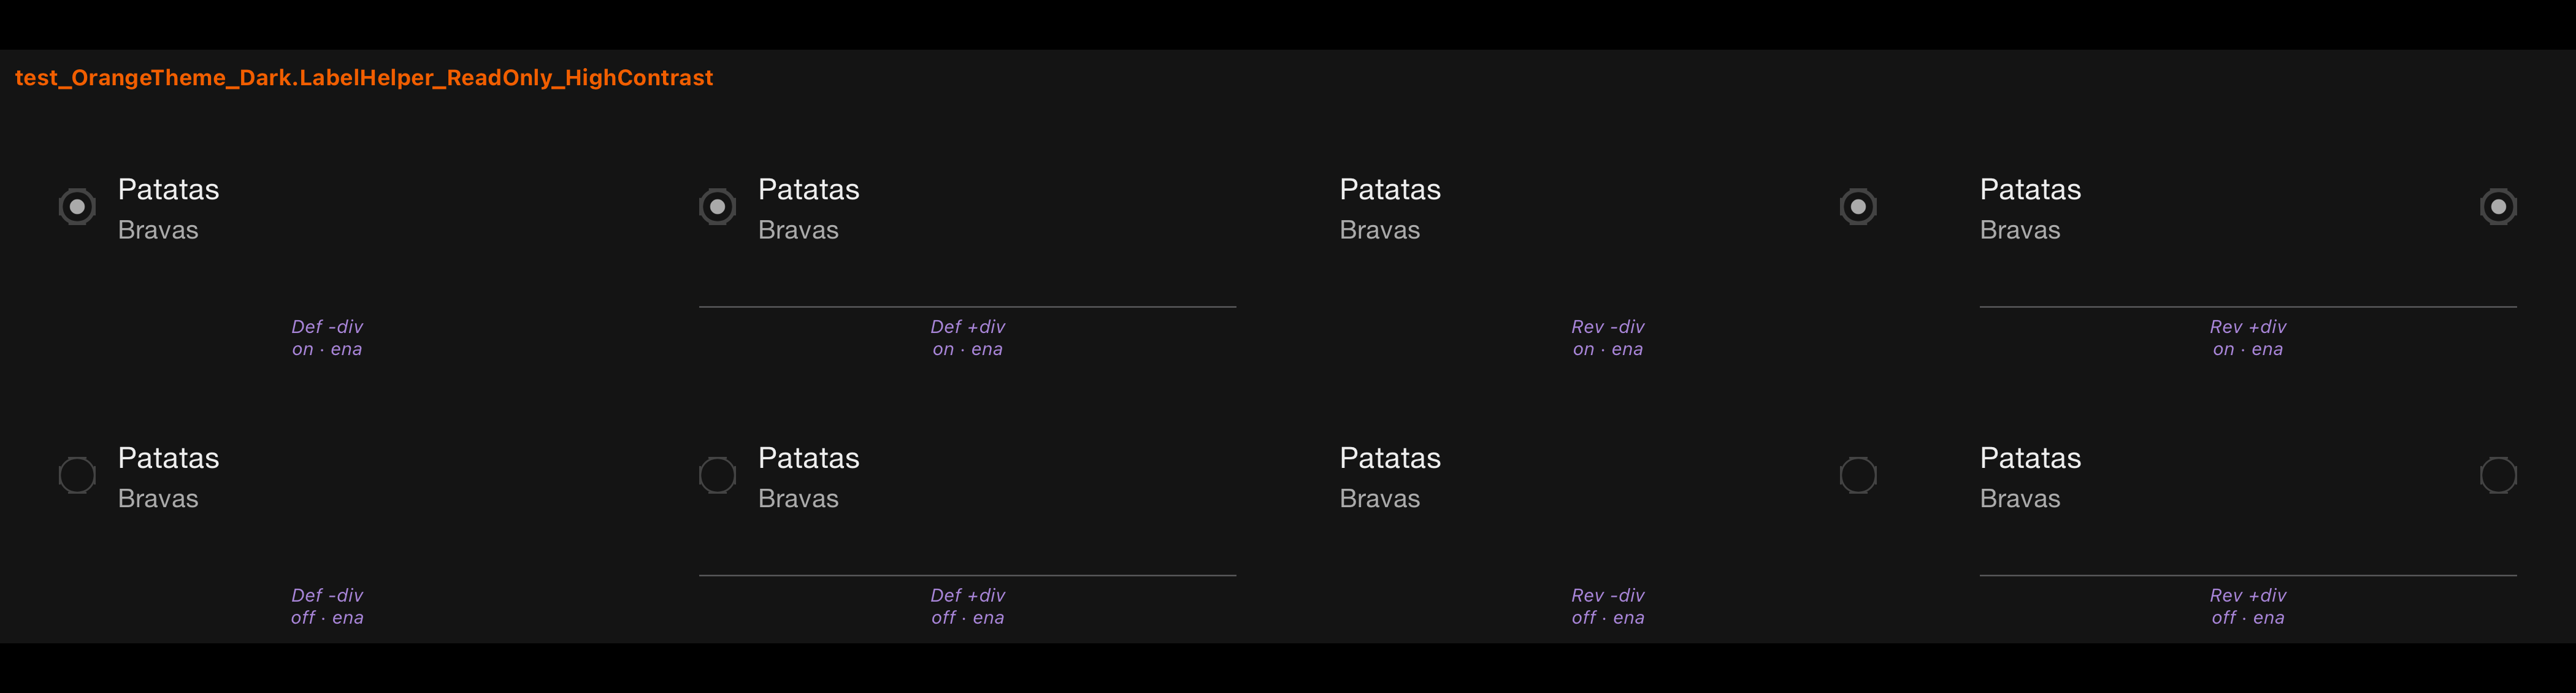 test_OrangeTheme_Dark.LabelHelper_ReadOnly_HighContrast
Patatas
Bravas
Def -div
on · ena
Patatas
Bravas
Def +div
on · ena
Patatas
Bravas
Rev -div
on · ena
Patatas
Bravas
Rev +div
on · ena
Patatas
Bravas
Def -div
off · ena
Patatas
Bravas
Def +div
off · ena
Patatas
Bravas
Rev -div
off · ena
Patatas
Bravas
Rev +div
off · ena